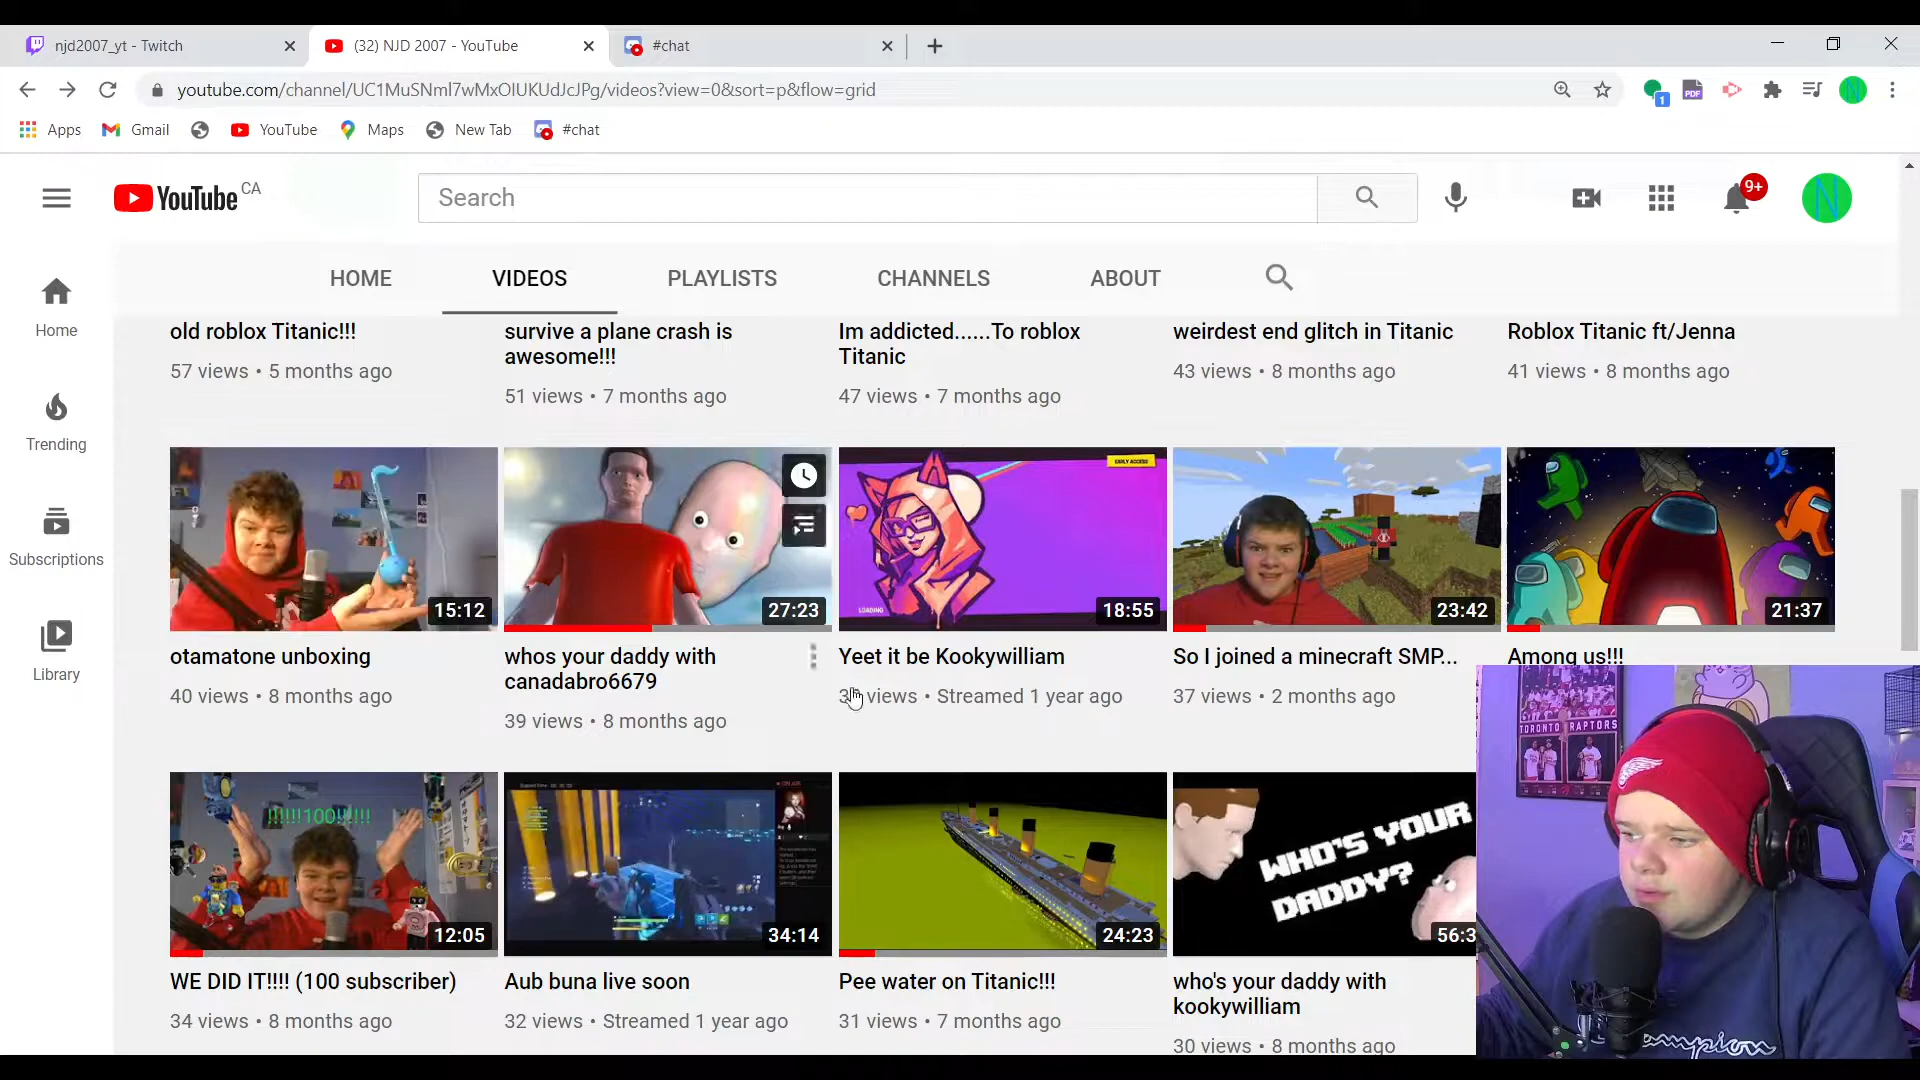 njd2007_yt - Twitch
(32) NJD 2007 - YouTube
#chat
youtube.com/channel/UC1MuSNml7wMxOlUKUdJcJPg/videos?view=0&sort=p&flow=grid
1
PDF
N
Apps
Gmail
YouTube
Maps
New Tab
#chat
YouTube CA
Search
9+
N
HOME
VIDEOS
PLAYLISTS
CHANNELS
ABOUT
Home
Trending
Subscriptions
Library
old roblox Titanic!!!
57 views • 5 months ago
survive a plane crash is
awesome!!!
51 views • 7 months ago
Im addicted......To roblox
Titanic
47 views • 7 months ago
weirdest end glitch in Titanic
43 views • 8 months ago
Roblox Titanic ft/Jenna
41 views • 8 months ago
15:12
otamatone unboxing
40 views • 8 months ago
27:23
whos your daddy with
canadabro6679
39 views • 8 months ago
EARLY ACCESS
LOADING
18:55
Yeet it be Kookywilliam
views • Streamed 1 year ago
23:42
So I joined a minecraft SMP...
37 views • 2 months ago
21:37
Among us!!!
!!!!!!100!!!!!!
12:05
WE DID IT!!!! (100 subscriber)
34 views • 8 months ago
34:14
Aub buna live soon
32 views • Streamed 1 year ago
24:23
Pee water on Titanic!!!
31 views • 7 months ago
WHO'S YOUR
DADDY?
56:3
who's your daddy with
kookywilliam
30 views • 8 months ago
TORONTO RAPTORS